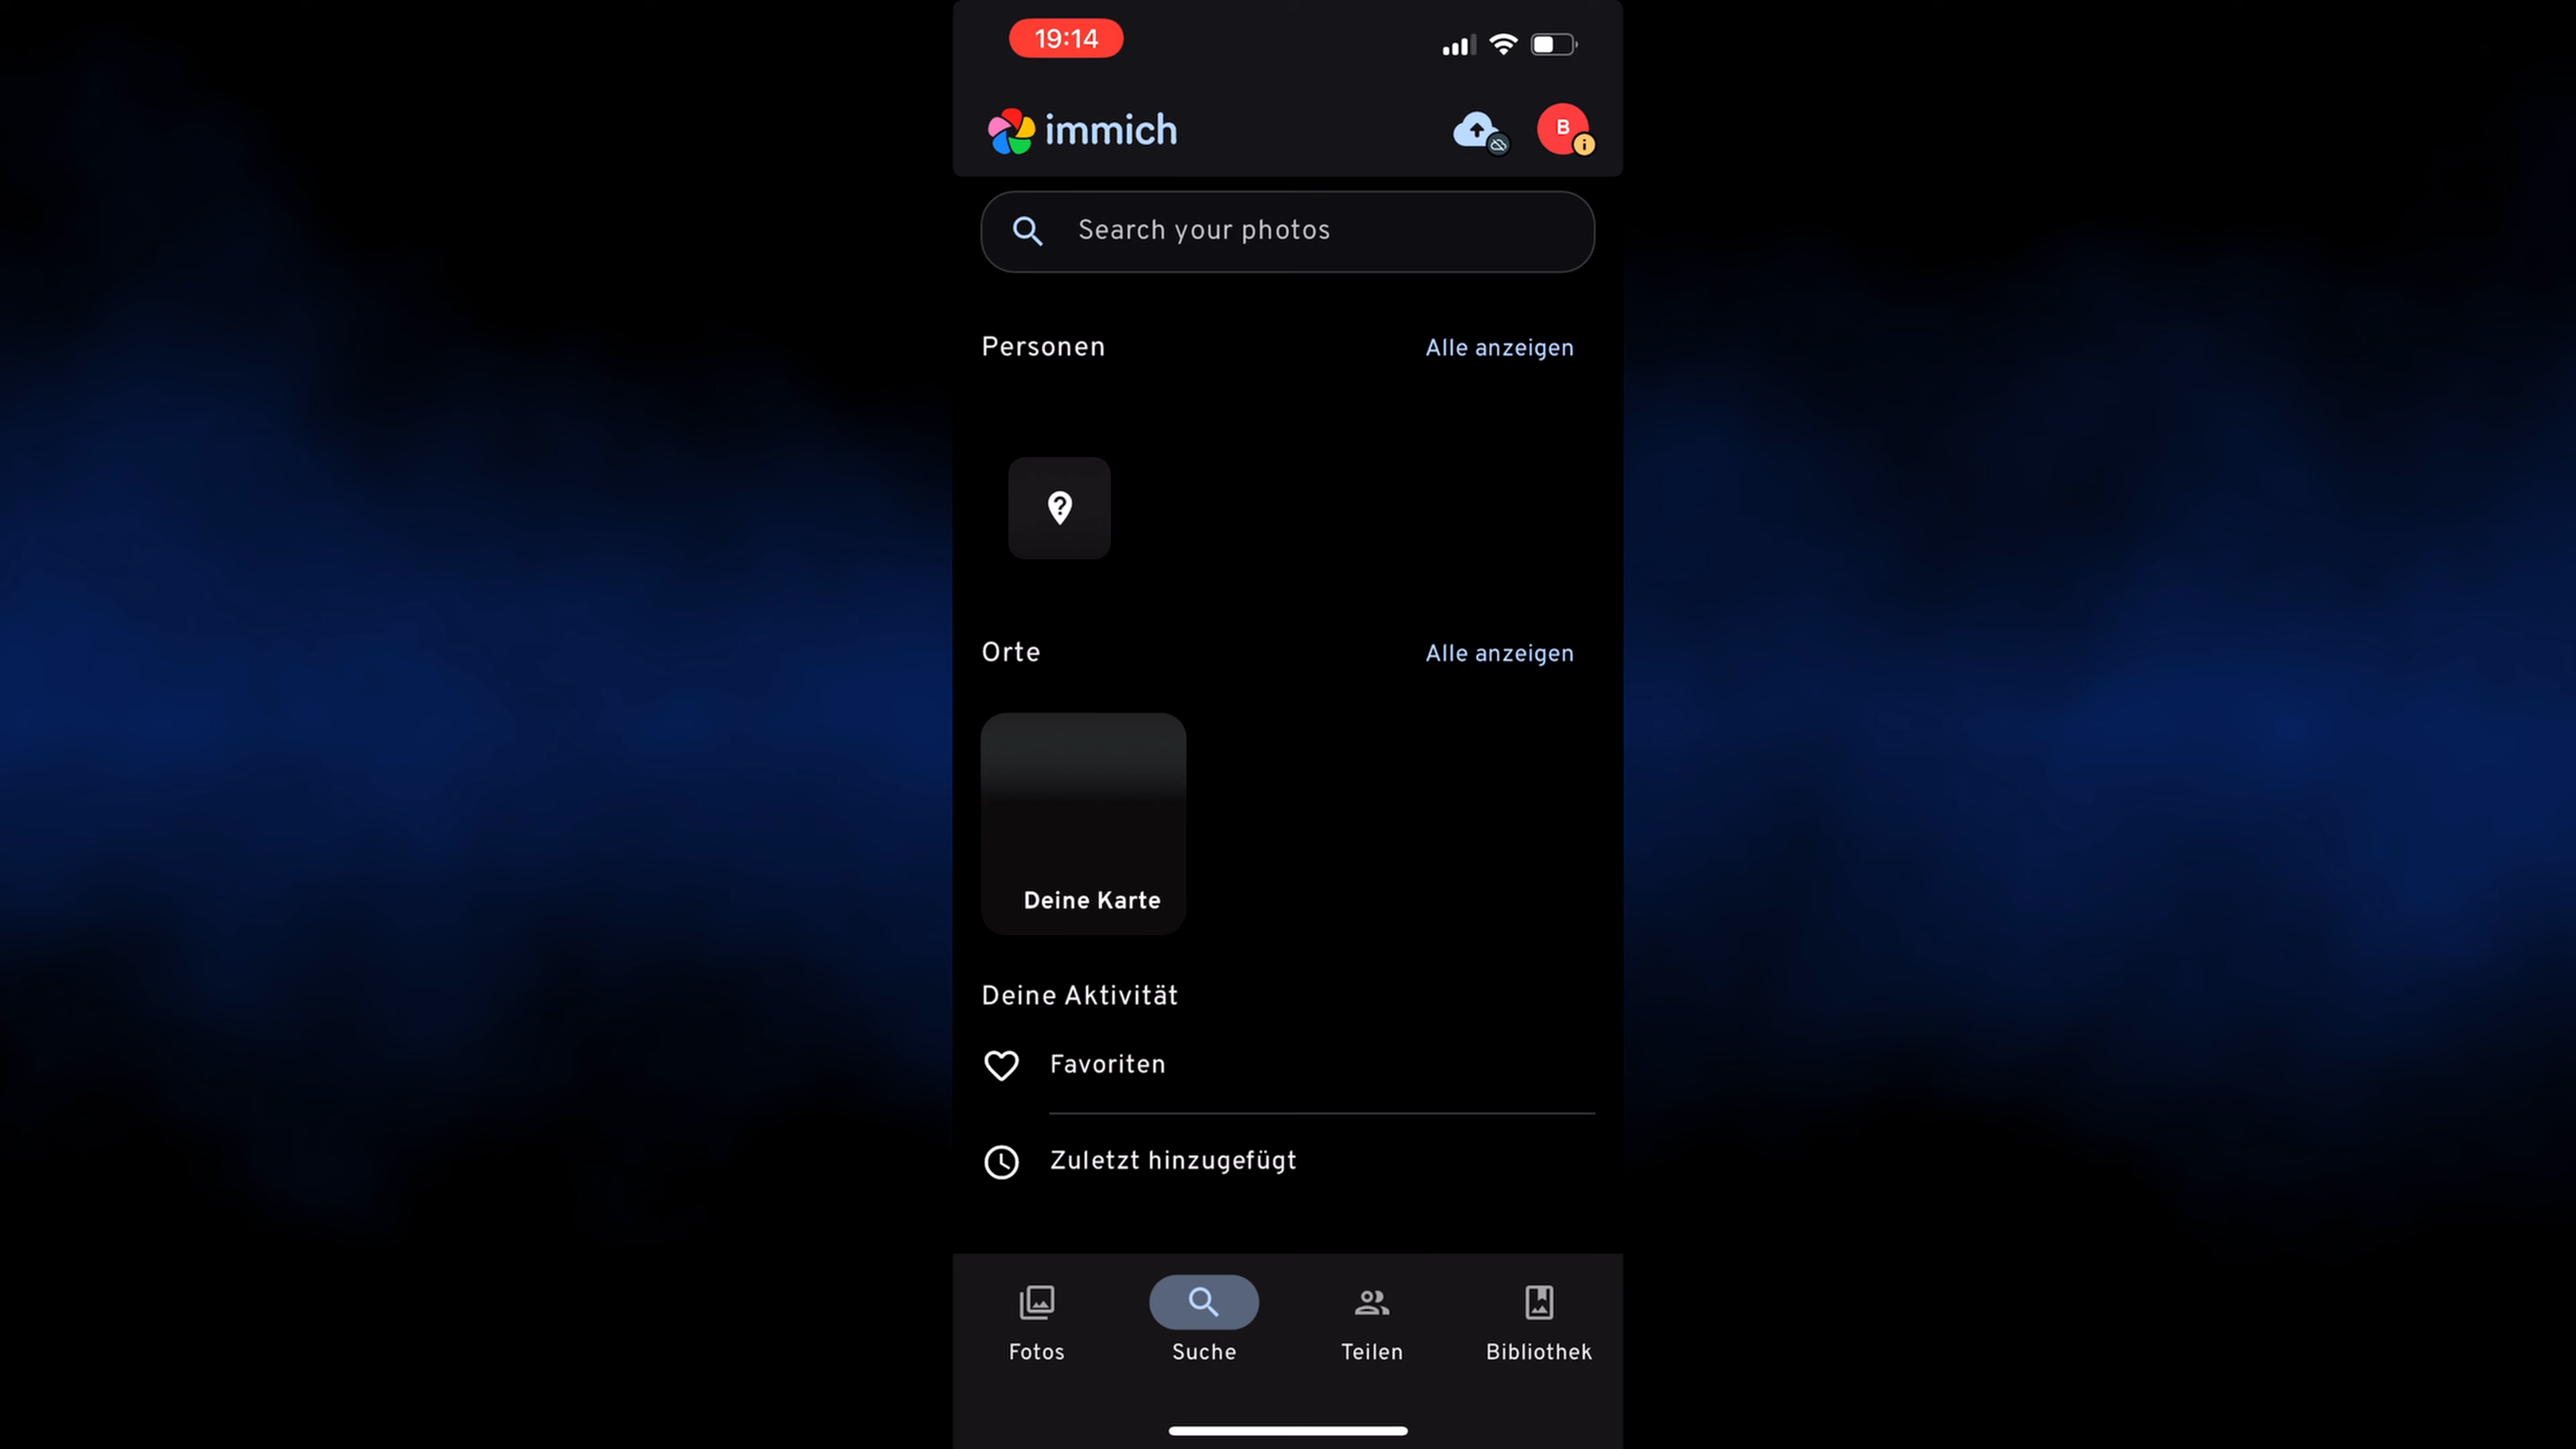 19:14
immich
B
Search your photos
Personen
Alle anzeigen
Orte
Alle anzeigen
Deine Karte
Deine Aktivität
Favoriten
Zuletzt hinzugefügt
Fotos
Suche
Teilen
Bibliothek